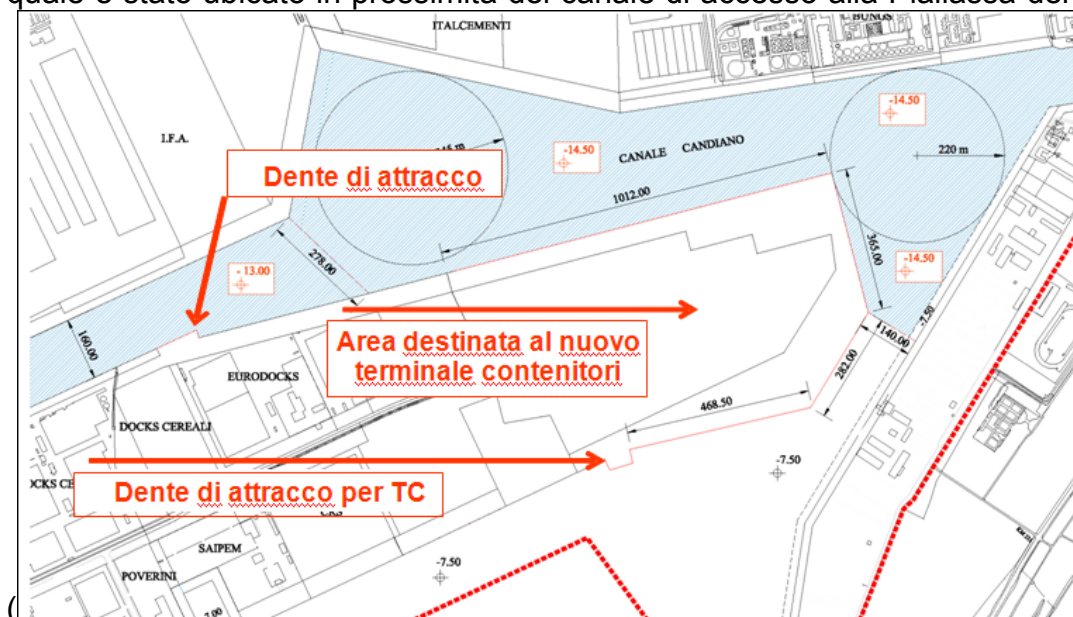 quale è stato ubicato in prossimità del canale di accesso alla Piallassa del
ITALCEMENTI
BUNGE
I.F.A.
-14.50
-14.50
CANALE CANDIANO
220 m
Dente di attracco
1012.00
365.00
278.00
-14.50
- 13.00
-7.50
140.00
160.00
Area destinata al nuovo
terminale contenitori
282.00
EURODOCKS
468.50
DOCKS CEREALI
-7.50
Dente di attracco per TC
SAIPEM
-7.50
POVERINI
(